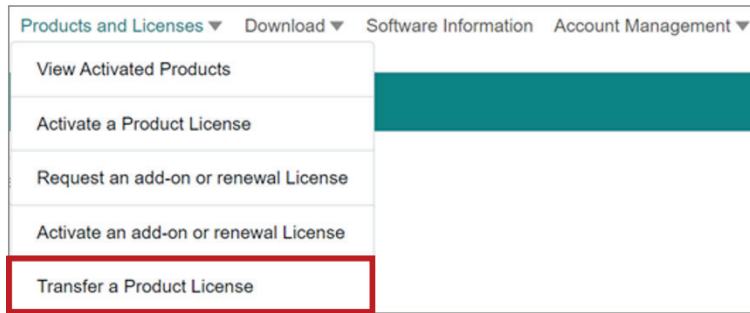 Products and Licenses ▼ Download ▼ Software Information Account Management ▼
View Activated Products
Activate a Product License
Request an add-on or renewal License
Activate an add-on or renewal License
Transfer a Product License